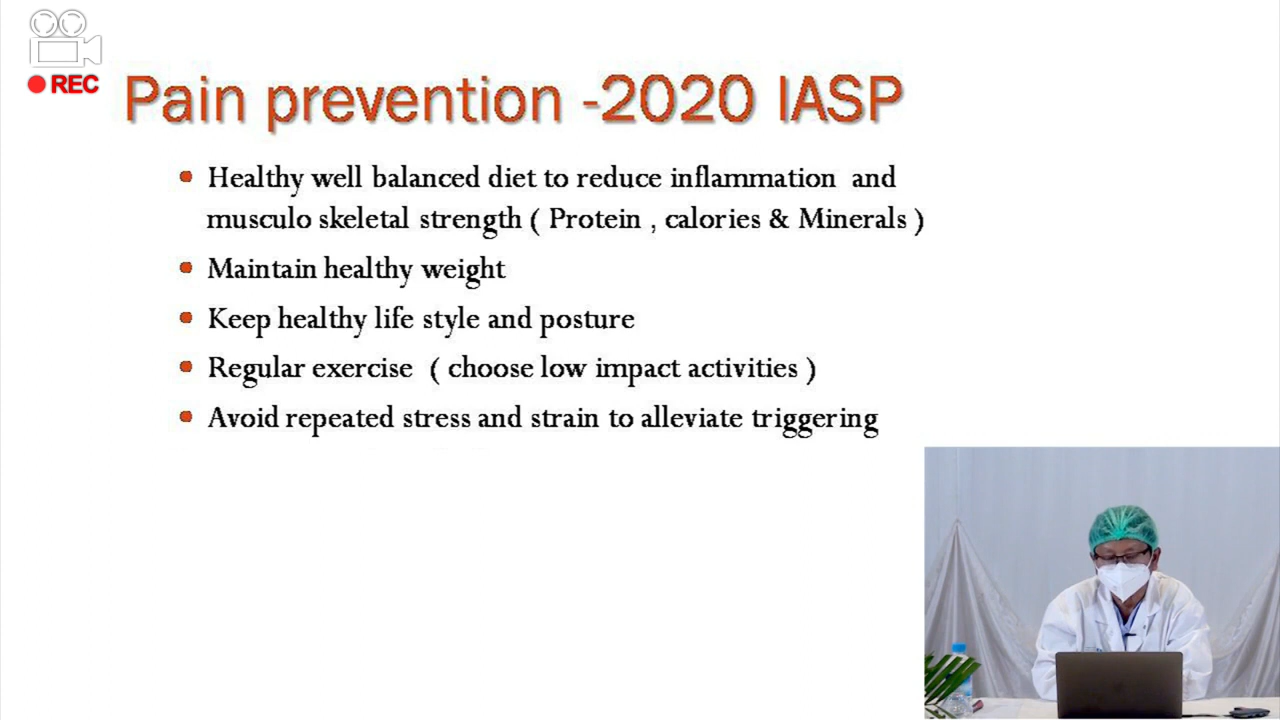 REC
Pain prevention -2020 IASP
Healthy well balanced diet to reduce inflammation and
musculo skeletal strength ( Protein , calories & Minerals )
Maintain healthy weight
Keep healthy life style and posture
Regular exercise ( choose low impact activities )
Avoid repeated stress and strain to alleviate triggering